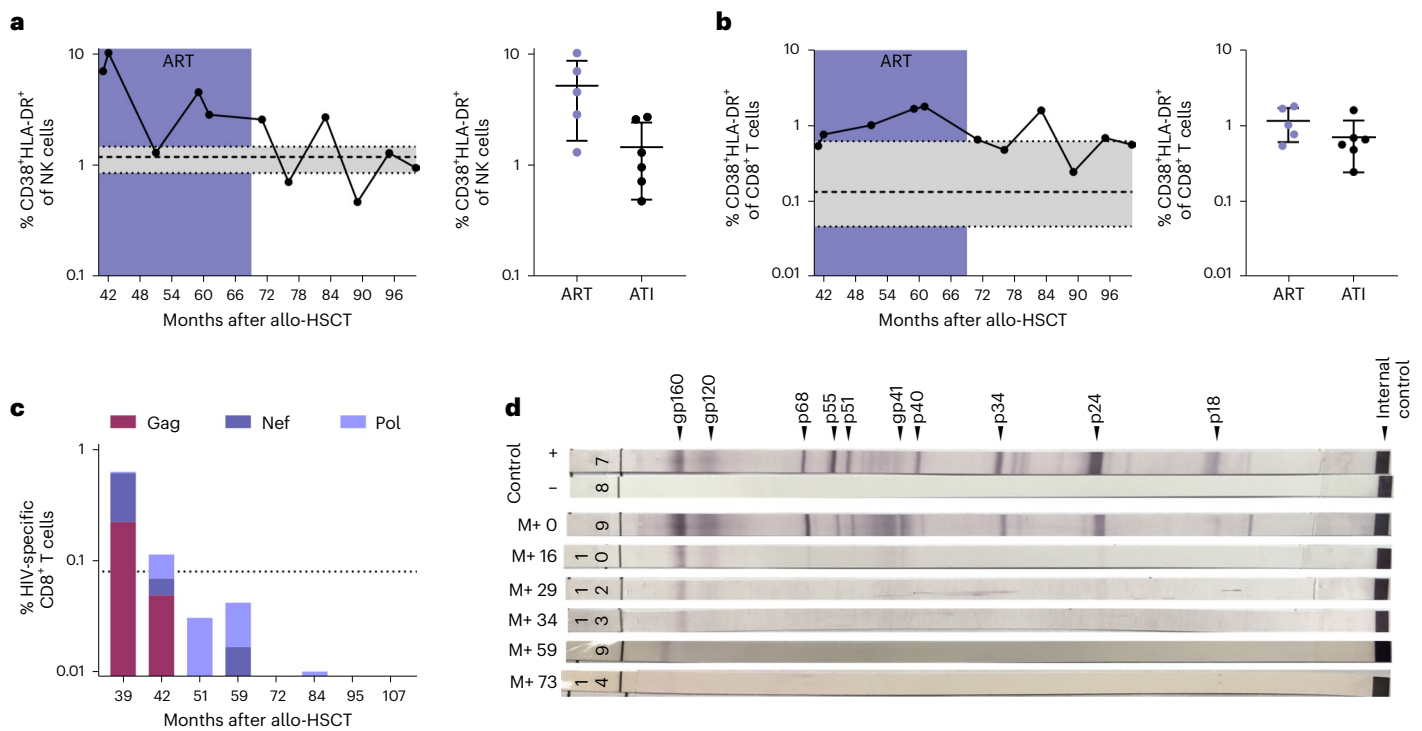 a
10
1
0.1
% CD38+HLA-DR+
of NK cells
ART
42 48 54 60 66 72 78 84 90 96
Months after allo-HSCT
10
1
0.1
% CD38+HLA-DR+
of NK cells
ART ATI
b
10
1
0.1
0.01
% CD38+HLA-DR+
of CD8+ T cells
ART
42 48 54 60 66 72 78 84 90 96
Months after allo-HSCT
10
1
0.1
0.01
% CD38+HLA-DR+
of CD8+ T cells
ART ATI
c
Gag Nef Pol
1
0.1
0.01
% HIV-specific
CD8+ T cells
39 42 51 59 72 84 95 107
Months after allo-HSCT
d
gp160 gp120 p68 p55 p51 gp41 p40 p34 p24 p18 Internal
control
Control
+ 7
− 8
M+ 0 9
M+ 16 1 0
M+ 29 1 2
M+ 34 1 3
M+ 59 9
M+ 73 1 4